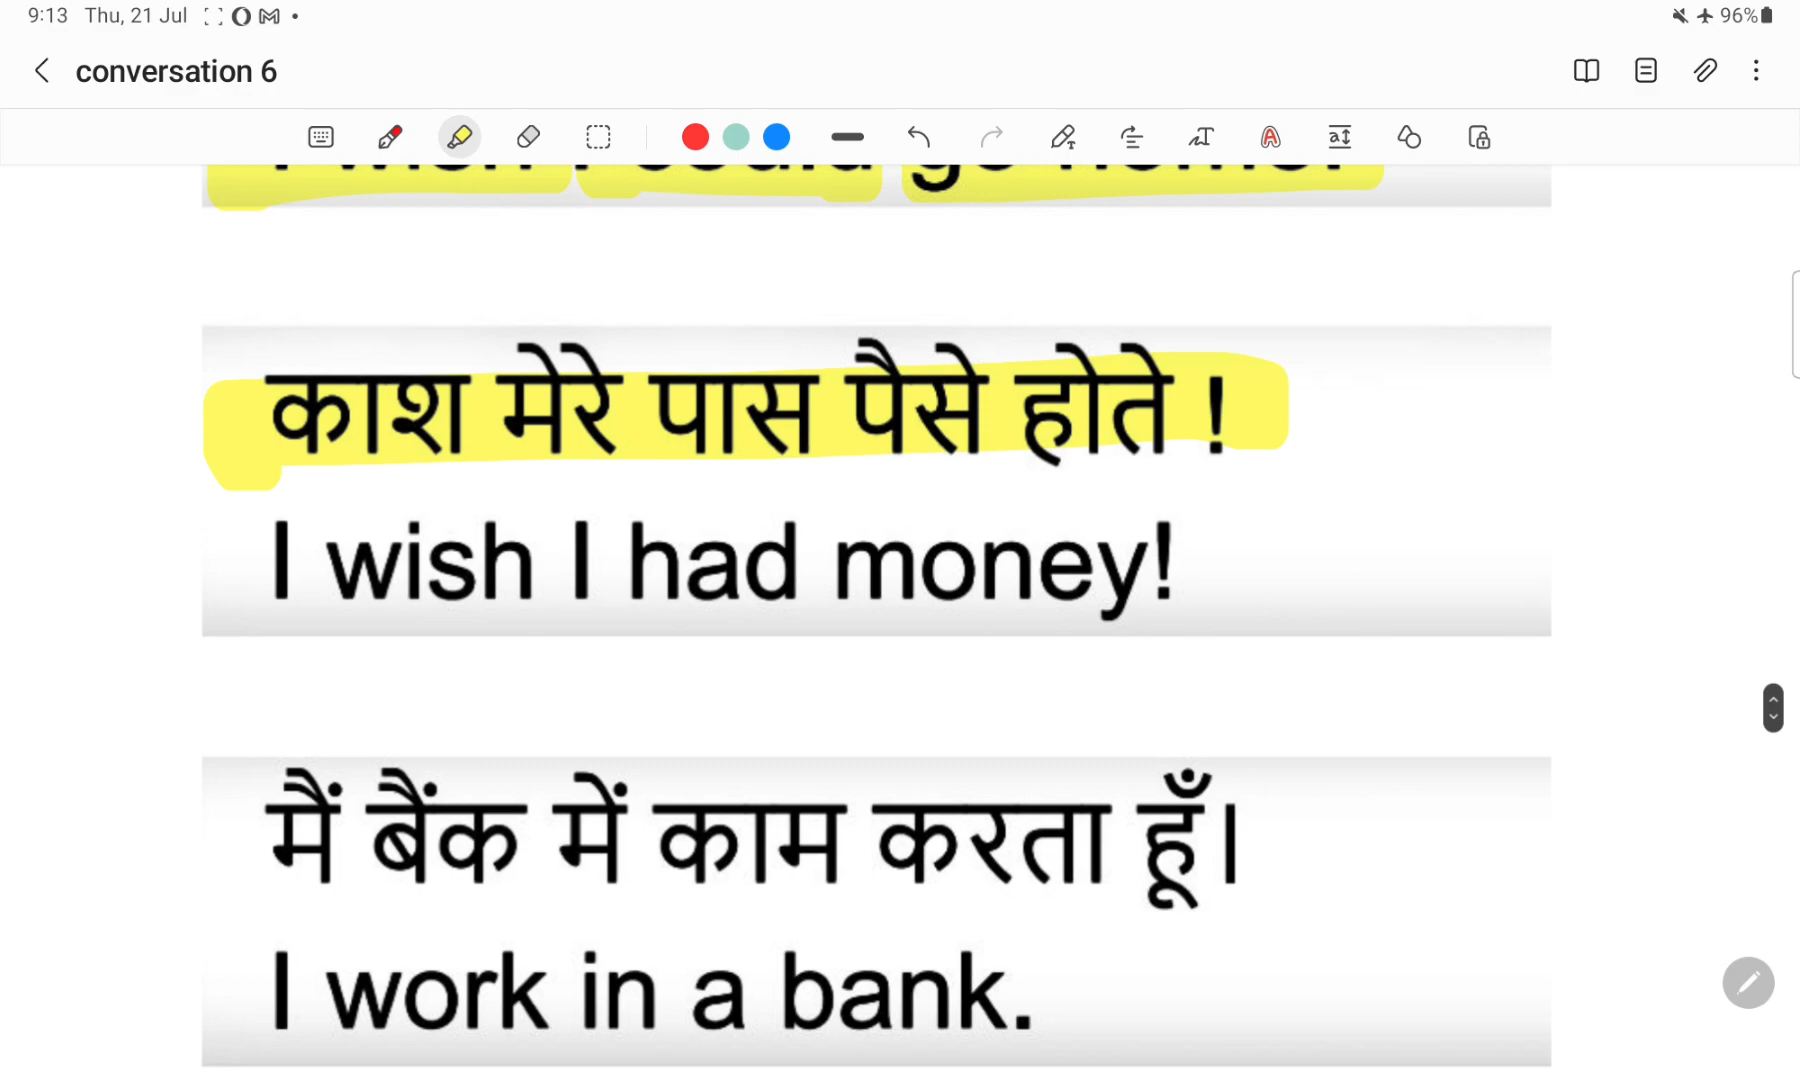 9:13 Thu, 21 Jul 96%
conversation 6
काश मेरे पास पैसे होते !
I wish I had money!
मैं बैंक में काम करता हूँ।
I work in a bank.